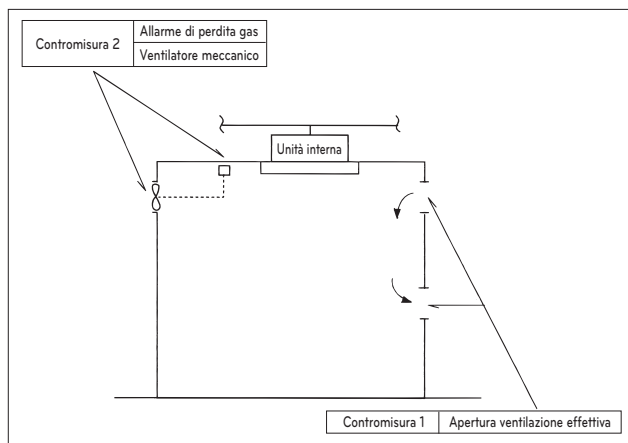 Contromisura 2
Allarme di perdita gas
Ventilatore meccanico
Unità interna
Contromisura 1
Apertura ventilazione effettiva